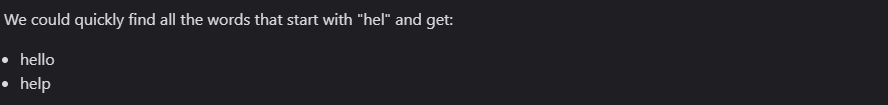 We could quickly find all the words that start with "hel" and get:
• hello
• help